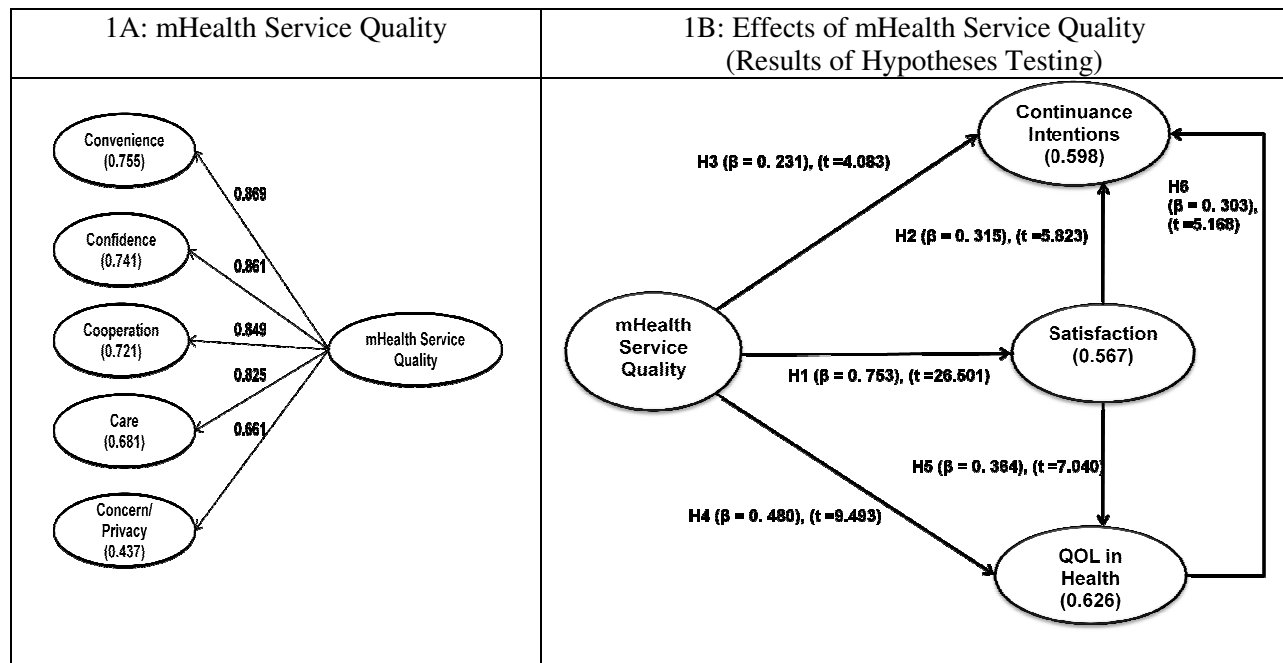 1A: mHealth Service Quality
Convenience
(0.755)
Confidence
(0.741)
Cooperation
(0.721)
Care
(0.681)
Concern/
Privacy
(0.437)
0.869
0.861
0.849
0.825
0.661
mHealth Service
Quality
1B: Effects of mHealth Service Quality
(Results of Hypotheses Testing)
Continuance
Intentions
(0.598)
H3 (β = 0. 231), (t=4.083)
H6
(β = 0. 303),
(t=5.168)
H2 (β = 0. 315), (t=5.823)
mHealth
Service
Quality
Satisfaction
(0.567)
H1 (β = 0. 753), (t=26.501)
H5 (β = 0. 364), (t=7.040)
H4 (β = 0. 480), (t=9.493)
QOL in
Health
(0.626)